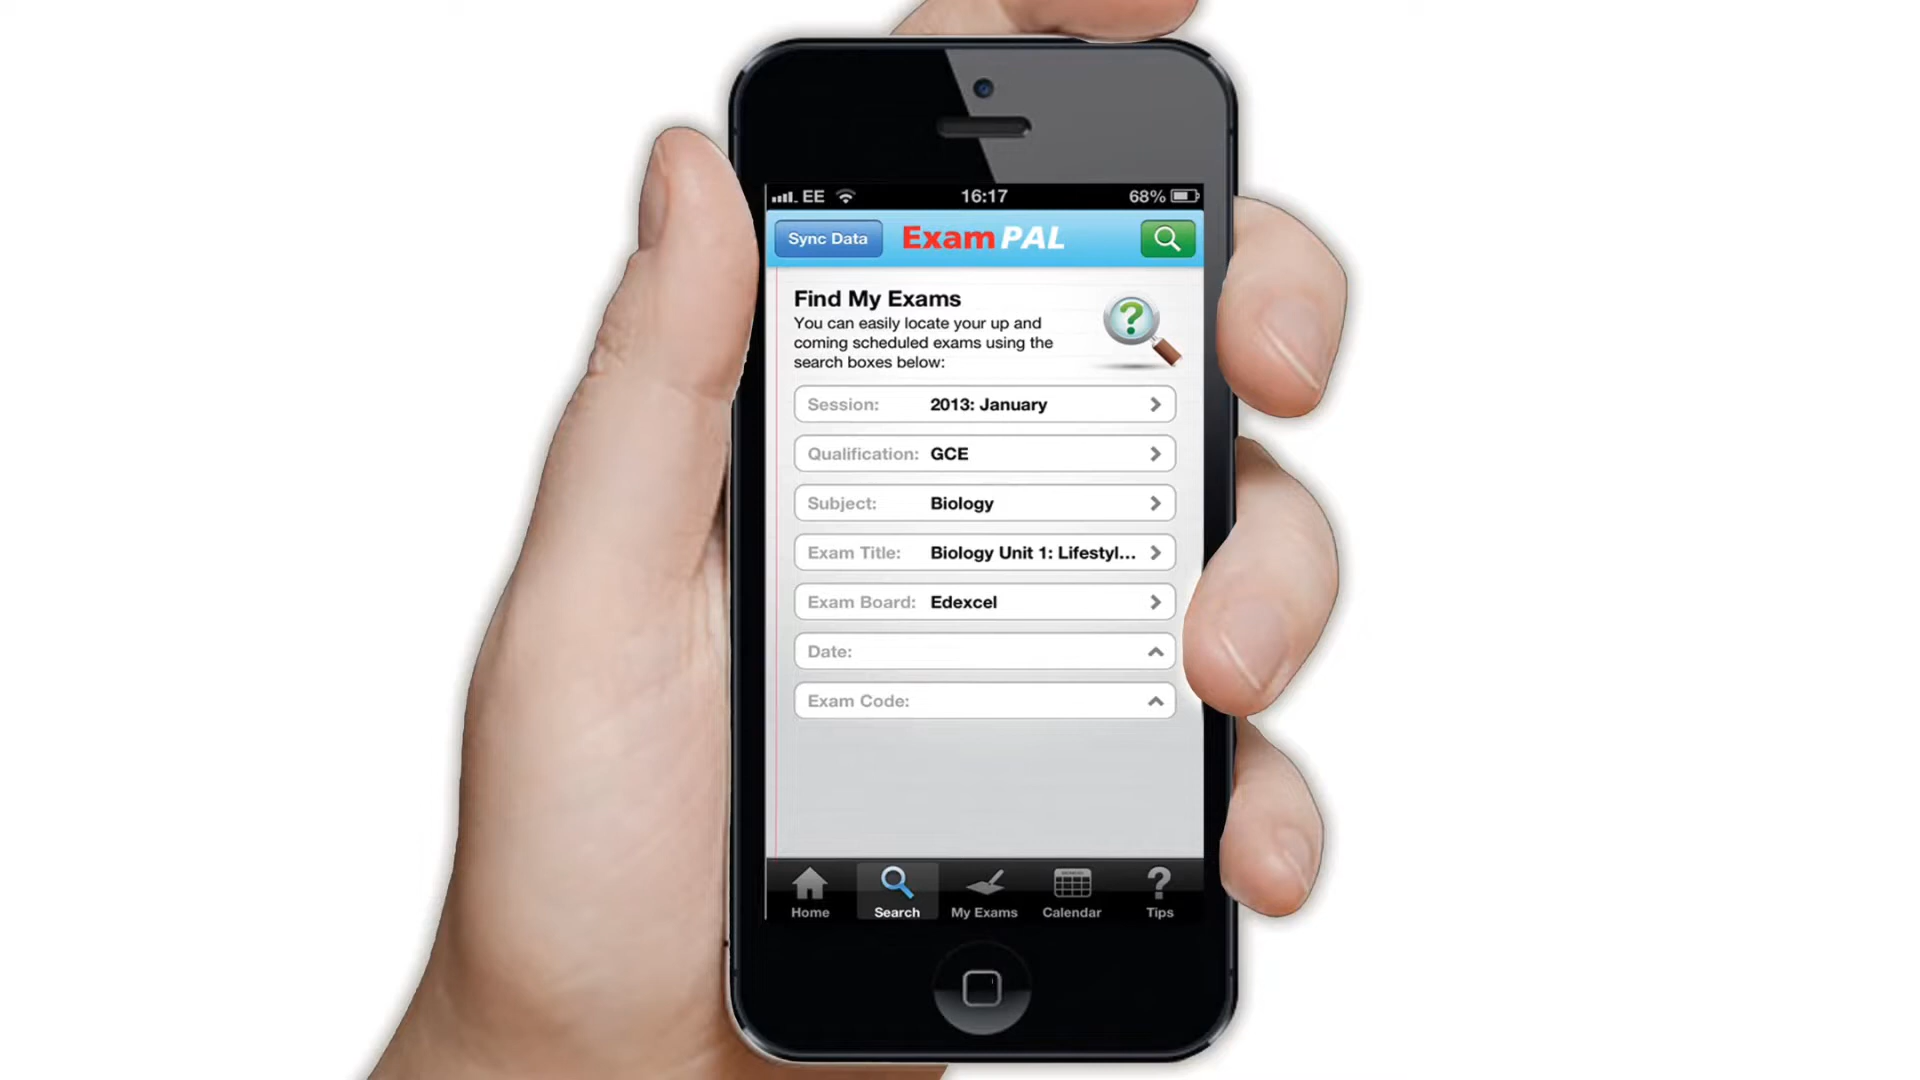 EE 16:17 68%
Sync Data ExamPAL
Find My Exams
You can easily locate your up and
coming scheduled exams using the
search boxes below:
Session: 2013: January
Qualification: GCE
Subject: Biology
Exam Title: Biology Unit 1: Lifestyl...
Exam Board: Edexcel
Date:
Exam Code:
Home Search My Exams Calendar Tips